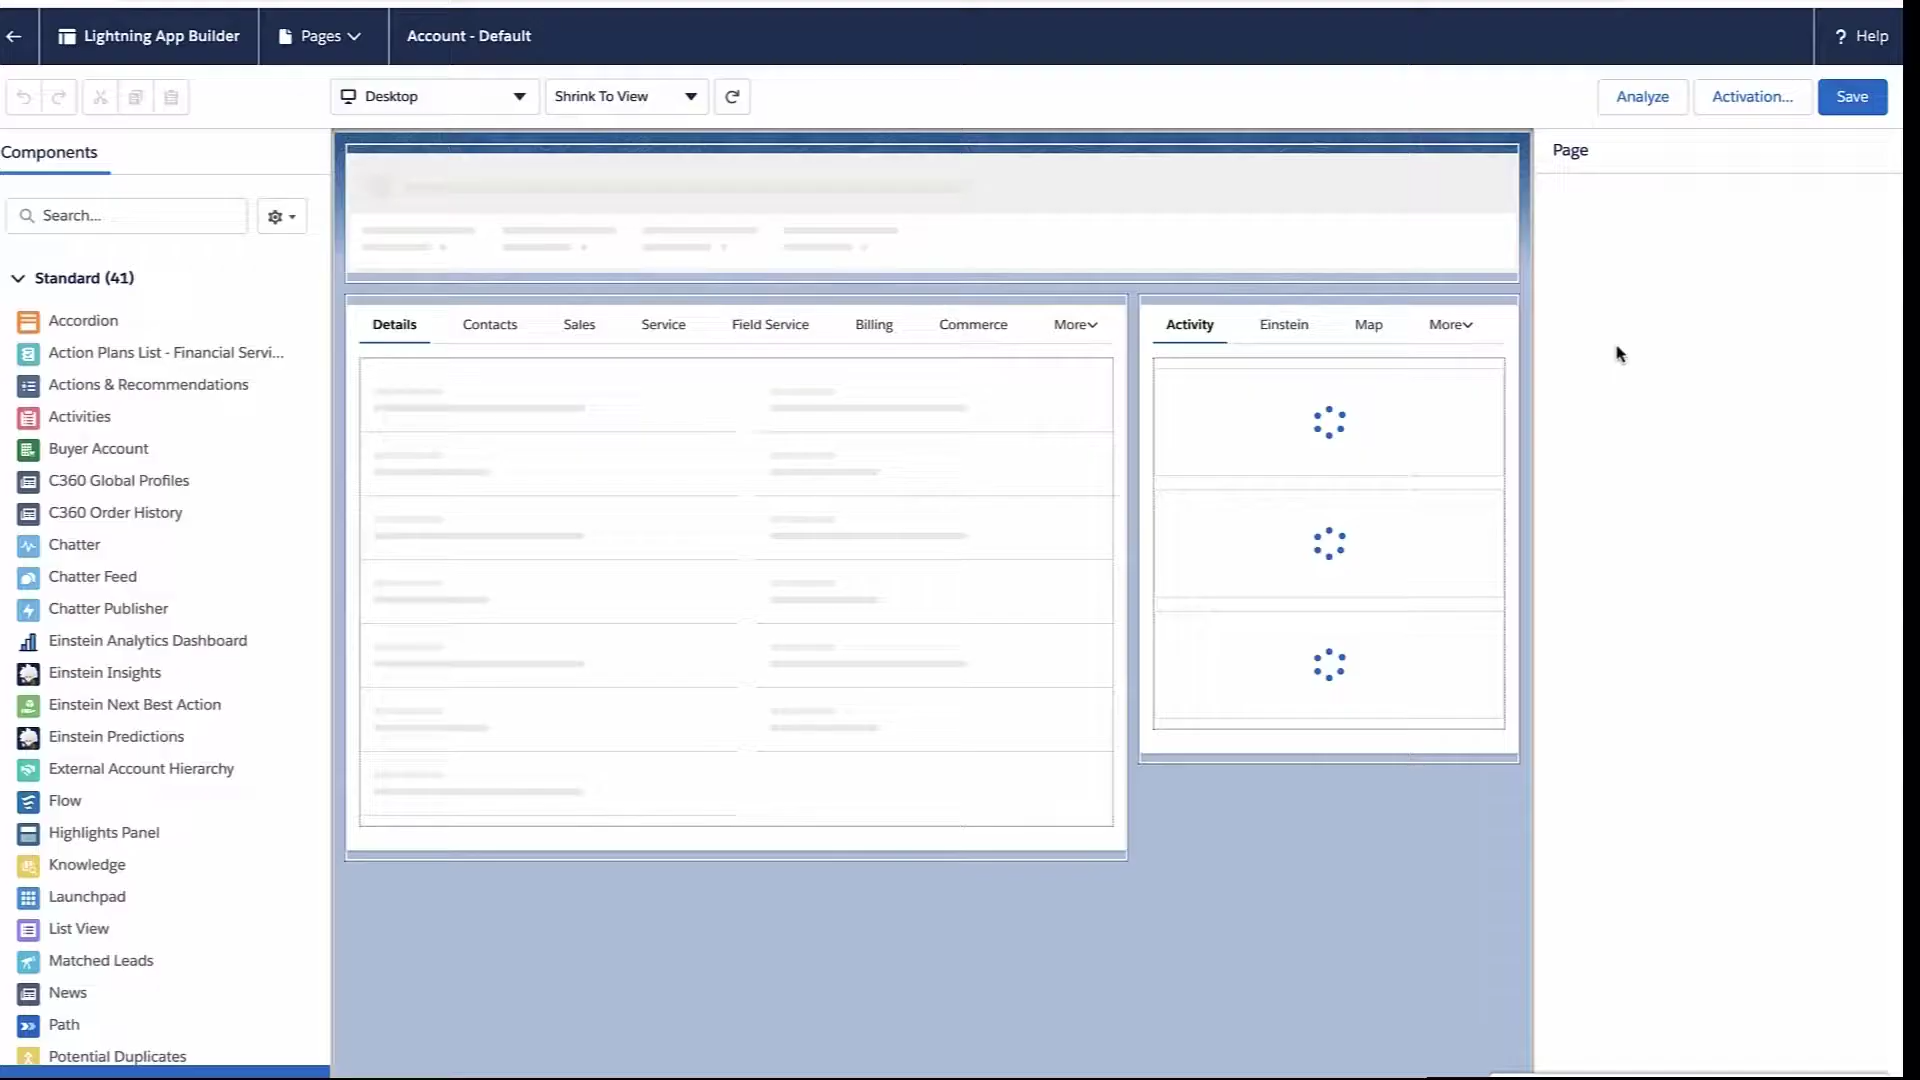 Lightning App Builder
Pages
Account - Default
? Help
Desktop
Shrink To View
Analyze
Activation...
Save
Components
Page
Search...
Standard (41)
Accordion
Action Plans List - Financial Servi...
Actions & Recommendations
Activities
Buyer Account
C360 Global Profiles
C360 Order History
Chatter
Chatter Feed
Chatter Publisher
Einstein Analytics Dashboard
Einstein Insights
Einstein Next Best Action
Einstein Predictions
External Account Hierarchy
Flow
Highlights Panel
Knowledge
Launchpad
List View
Matched Leads
News
Path
Potential Duplicates
Details
Contacts
Sales
Service
Field Service
Billing
Commerce
More
Activity
Einstein
Map
More